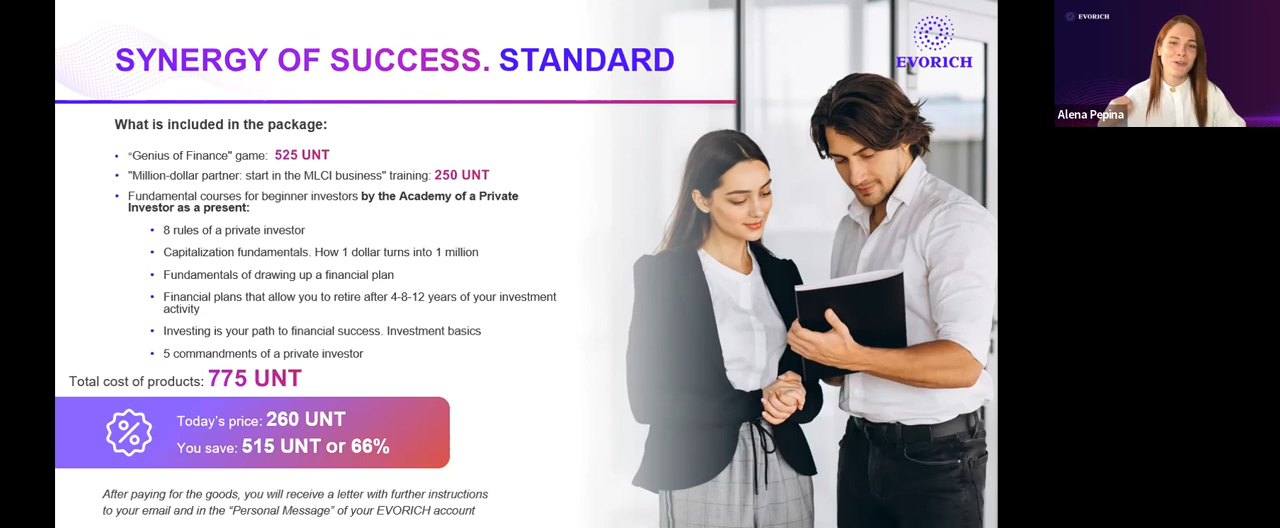 SYNERGY OF SUCCESS. STANDARD
EVORICH
What is included in the package:
• “Genius of Finance" game: 525 UNT
• "Million-dollar partner: start in the MLCI business" training: 250 UNT
• Fundamental courses for beginner investors by the Academy of a Private
Investor as a present:
• 8 rules of a private investor
• Capitalization fundamentals. How 1 dollar turns into 1 million
• Fundamentals of drawing up a financial plan
• Financial plans that allow you to retire after 4-8-12 years of your investment
activity
• Investing is your path to financial success. Investment basics
• 5 commandments of a private investor
Total cost of products: 775 UNT
%
Today's price: 260 UNT
You save: 515 UNT or 66%
After paying for the goods, you will receive a letter with further instructions
to your email and in the “Personal Message” of your EVORICH account
EVORICH
Alena Pepina